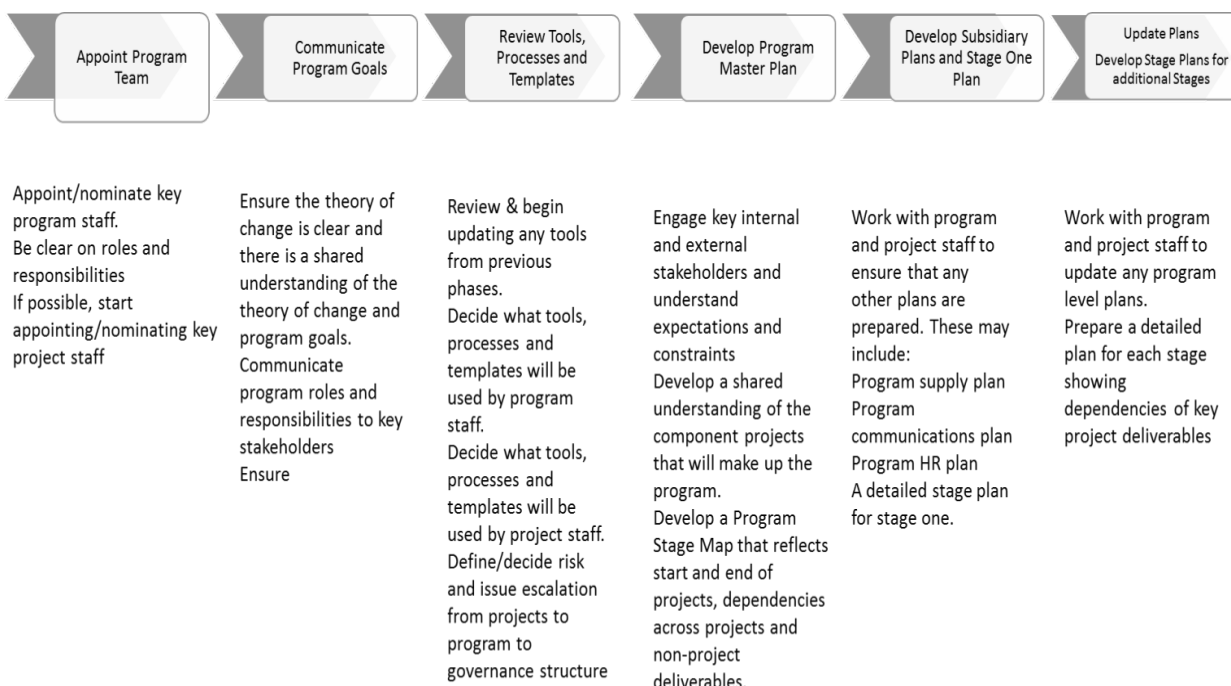 Appoint Program
Team
Communicate
Program Goals
Review Tools,
Processes and
Templates
Develop Program
Master Plan
Develop Subsidiary
Plans and Stage One
Plan
Update Plans
Develop Stage Plans for
additional Stages
Appoint/nominate key
program staff.
Be clear on roles and
responsibilities
If possible, start
appointing/nominating key
project staff
Ensure the theory of
change is clear and
there is a shared
understanding of the
theory of change and
program goals.
Communicate
program roles and
responsibilities to key
stakeholders
Ensure
Review & begin
updating any tools
from previous
phases.
Decide what tools,
processes and
templates will be
used by program
staff.
Decide what tools,
processes and
templates will be
used by project staff.
Define/decide risk
and issue escalation
from projects to
program to
governance structure
Engage key internal
and external
stakeholders and
understand
expectations and
constraints
Develop a shared
understanding of the
component projects
that will make up the
program.
Develop a Program
Stage Map that reflects
start and end of
projects, dependencies
across projects and
non-project
deliverables.
Work with program
and project staff to
ensure that any
other plans are
prepared. These may
include:
Program supply plan
Program
communications plan
Program HR plan
A detailed stage plan
for stage one.
Work with program
and project staff to
update any program
level plans.
Prepare a detailed
plan for each stage
showing
dependencies of key
project deliverables